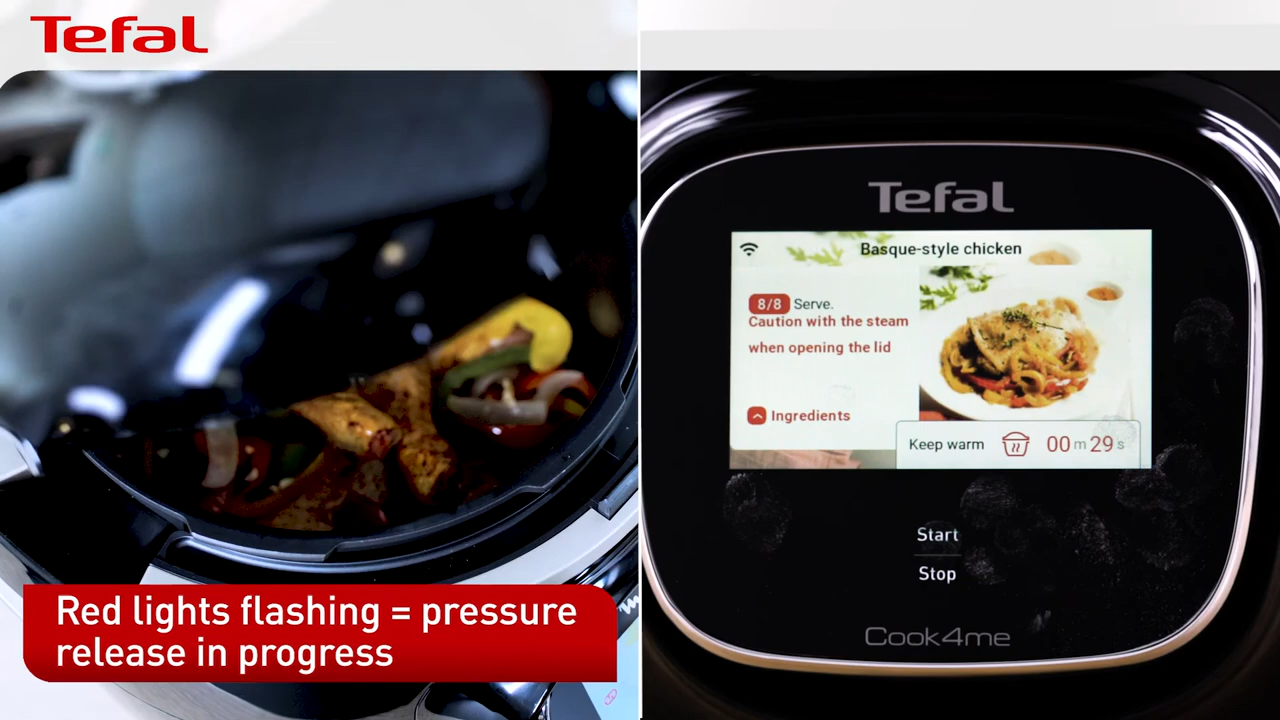 Tefal
Red lights flashing = pressure
release in progress
Tefal
Basque-style chicken
8/8 Serve.
Caution with the steam
when opening the lid
Ingredients
Keep warm 00 m 29 s
Start
Stop
Cook4me